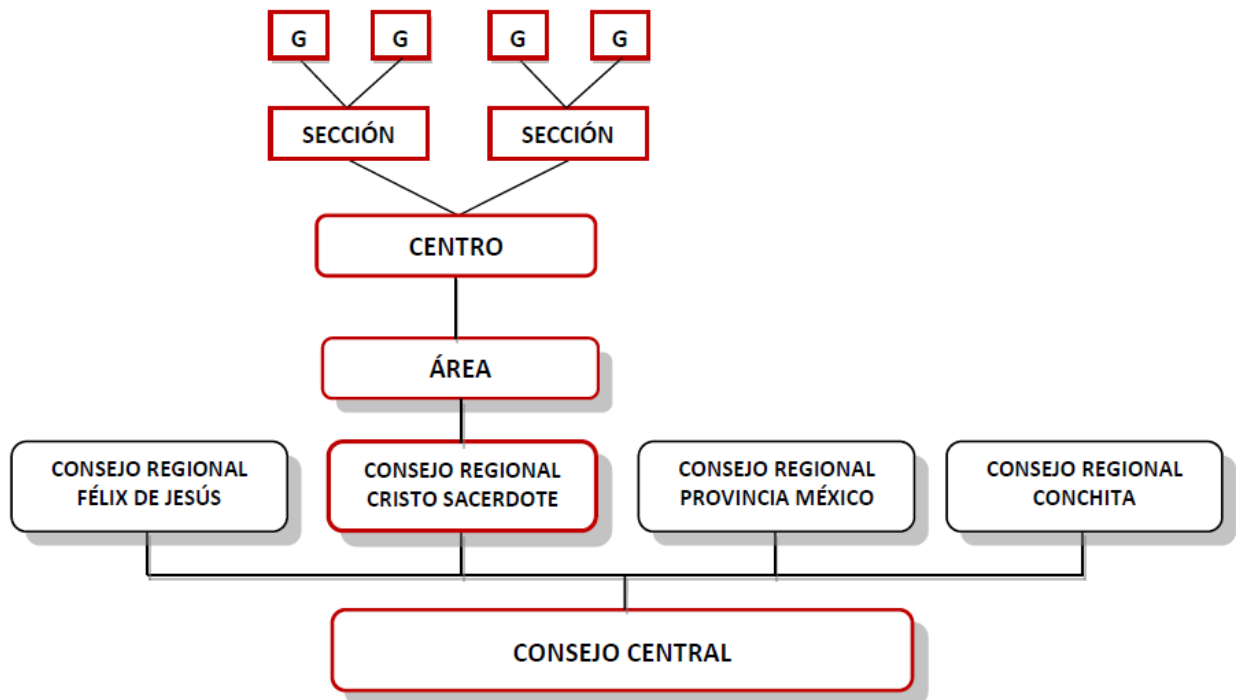 G
G
G
G
SECCIÓN
SECCIÓN
CENTRO
ÁREA
CONSEJO REGIONAL
FÉLIX DE JESÚS
CONSEJO REGIONAL
CRISTO SACERDOTE
CONSEJO REGIONAL
PROVINCIA MÉXICO
CONSEJO REGIONAL
CONCHITA
CONSEJO CENTRAL